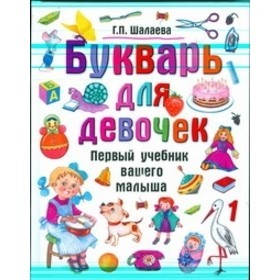 Г.П. Шалаева
Букварь
для
девочек
Первый учебник
вашего
малыша
1